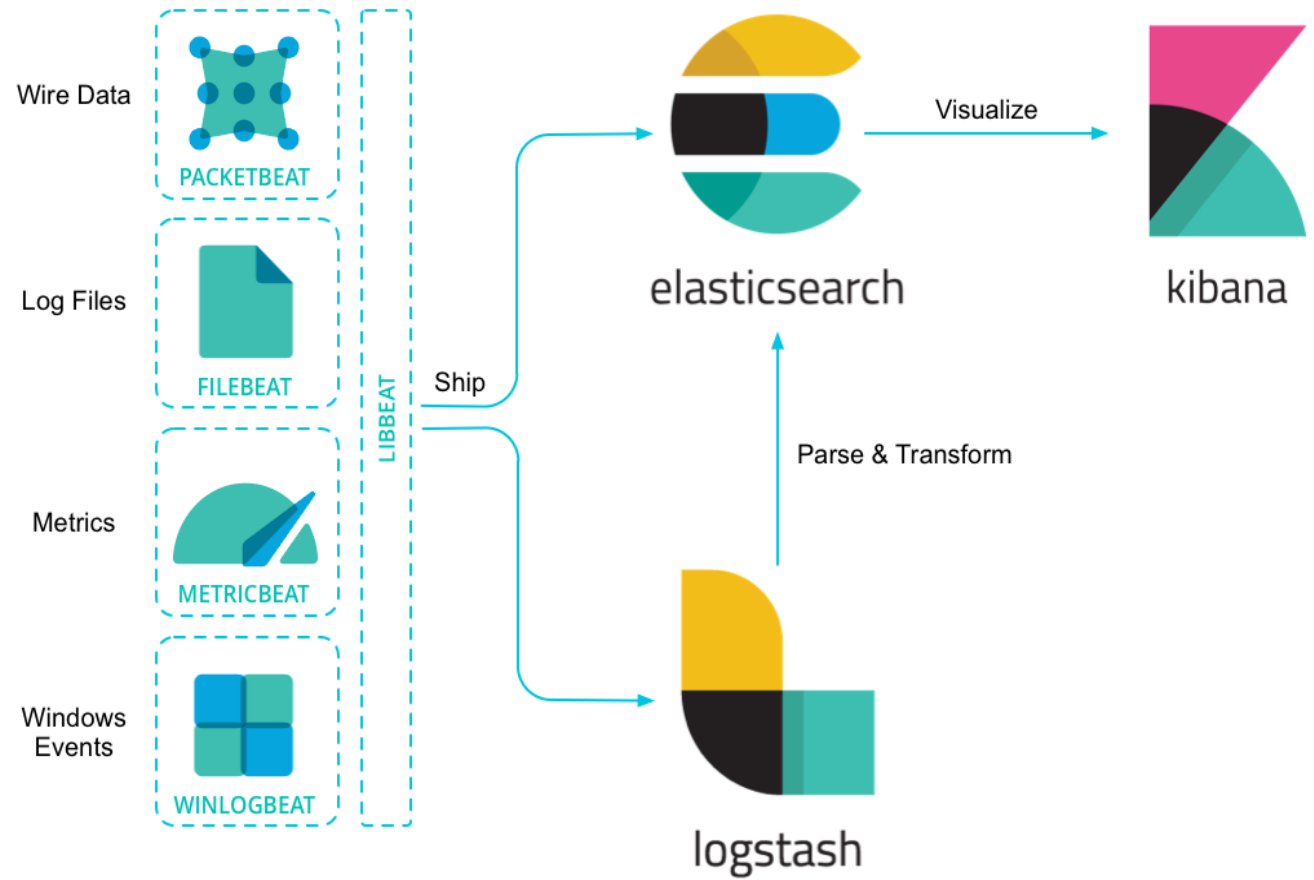 Wire Data
PACKETBEAT
Log Files
FILEBEAT
Metrics
METRICBEAT
Windows
Events
WINLOGBEAT
LIBBEAT
Ship
elasticsearch
Visualize
kibana
Parse & Transform
logstash